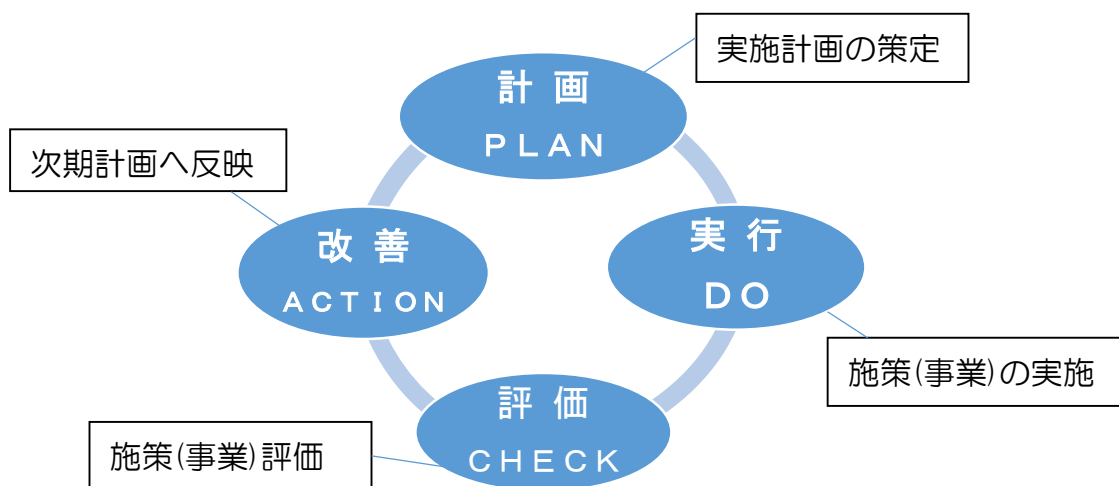 実施計画の策定
計 画
ＰＬＡＮ
次期計画へ反映
改 善
ＡＣＴＩＯＮ
実 行
ＤＯ
施策(事業)の実施
評 価
ＣＨＥＣＫ
施策(事業)評価